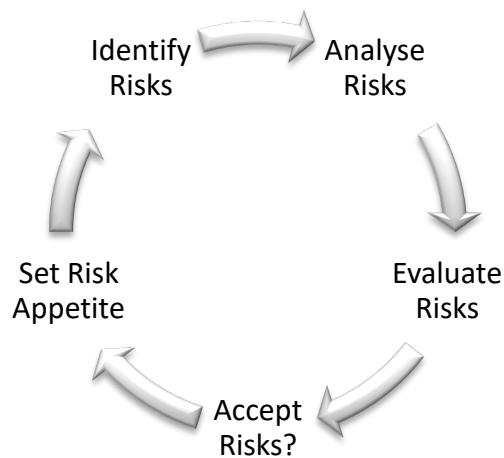 Identify
Risks
Analyse
Risks
Evaluate
Risks
Accept
Risks?
Set Risk
Appetite